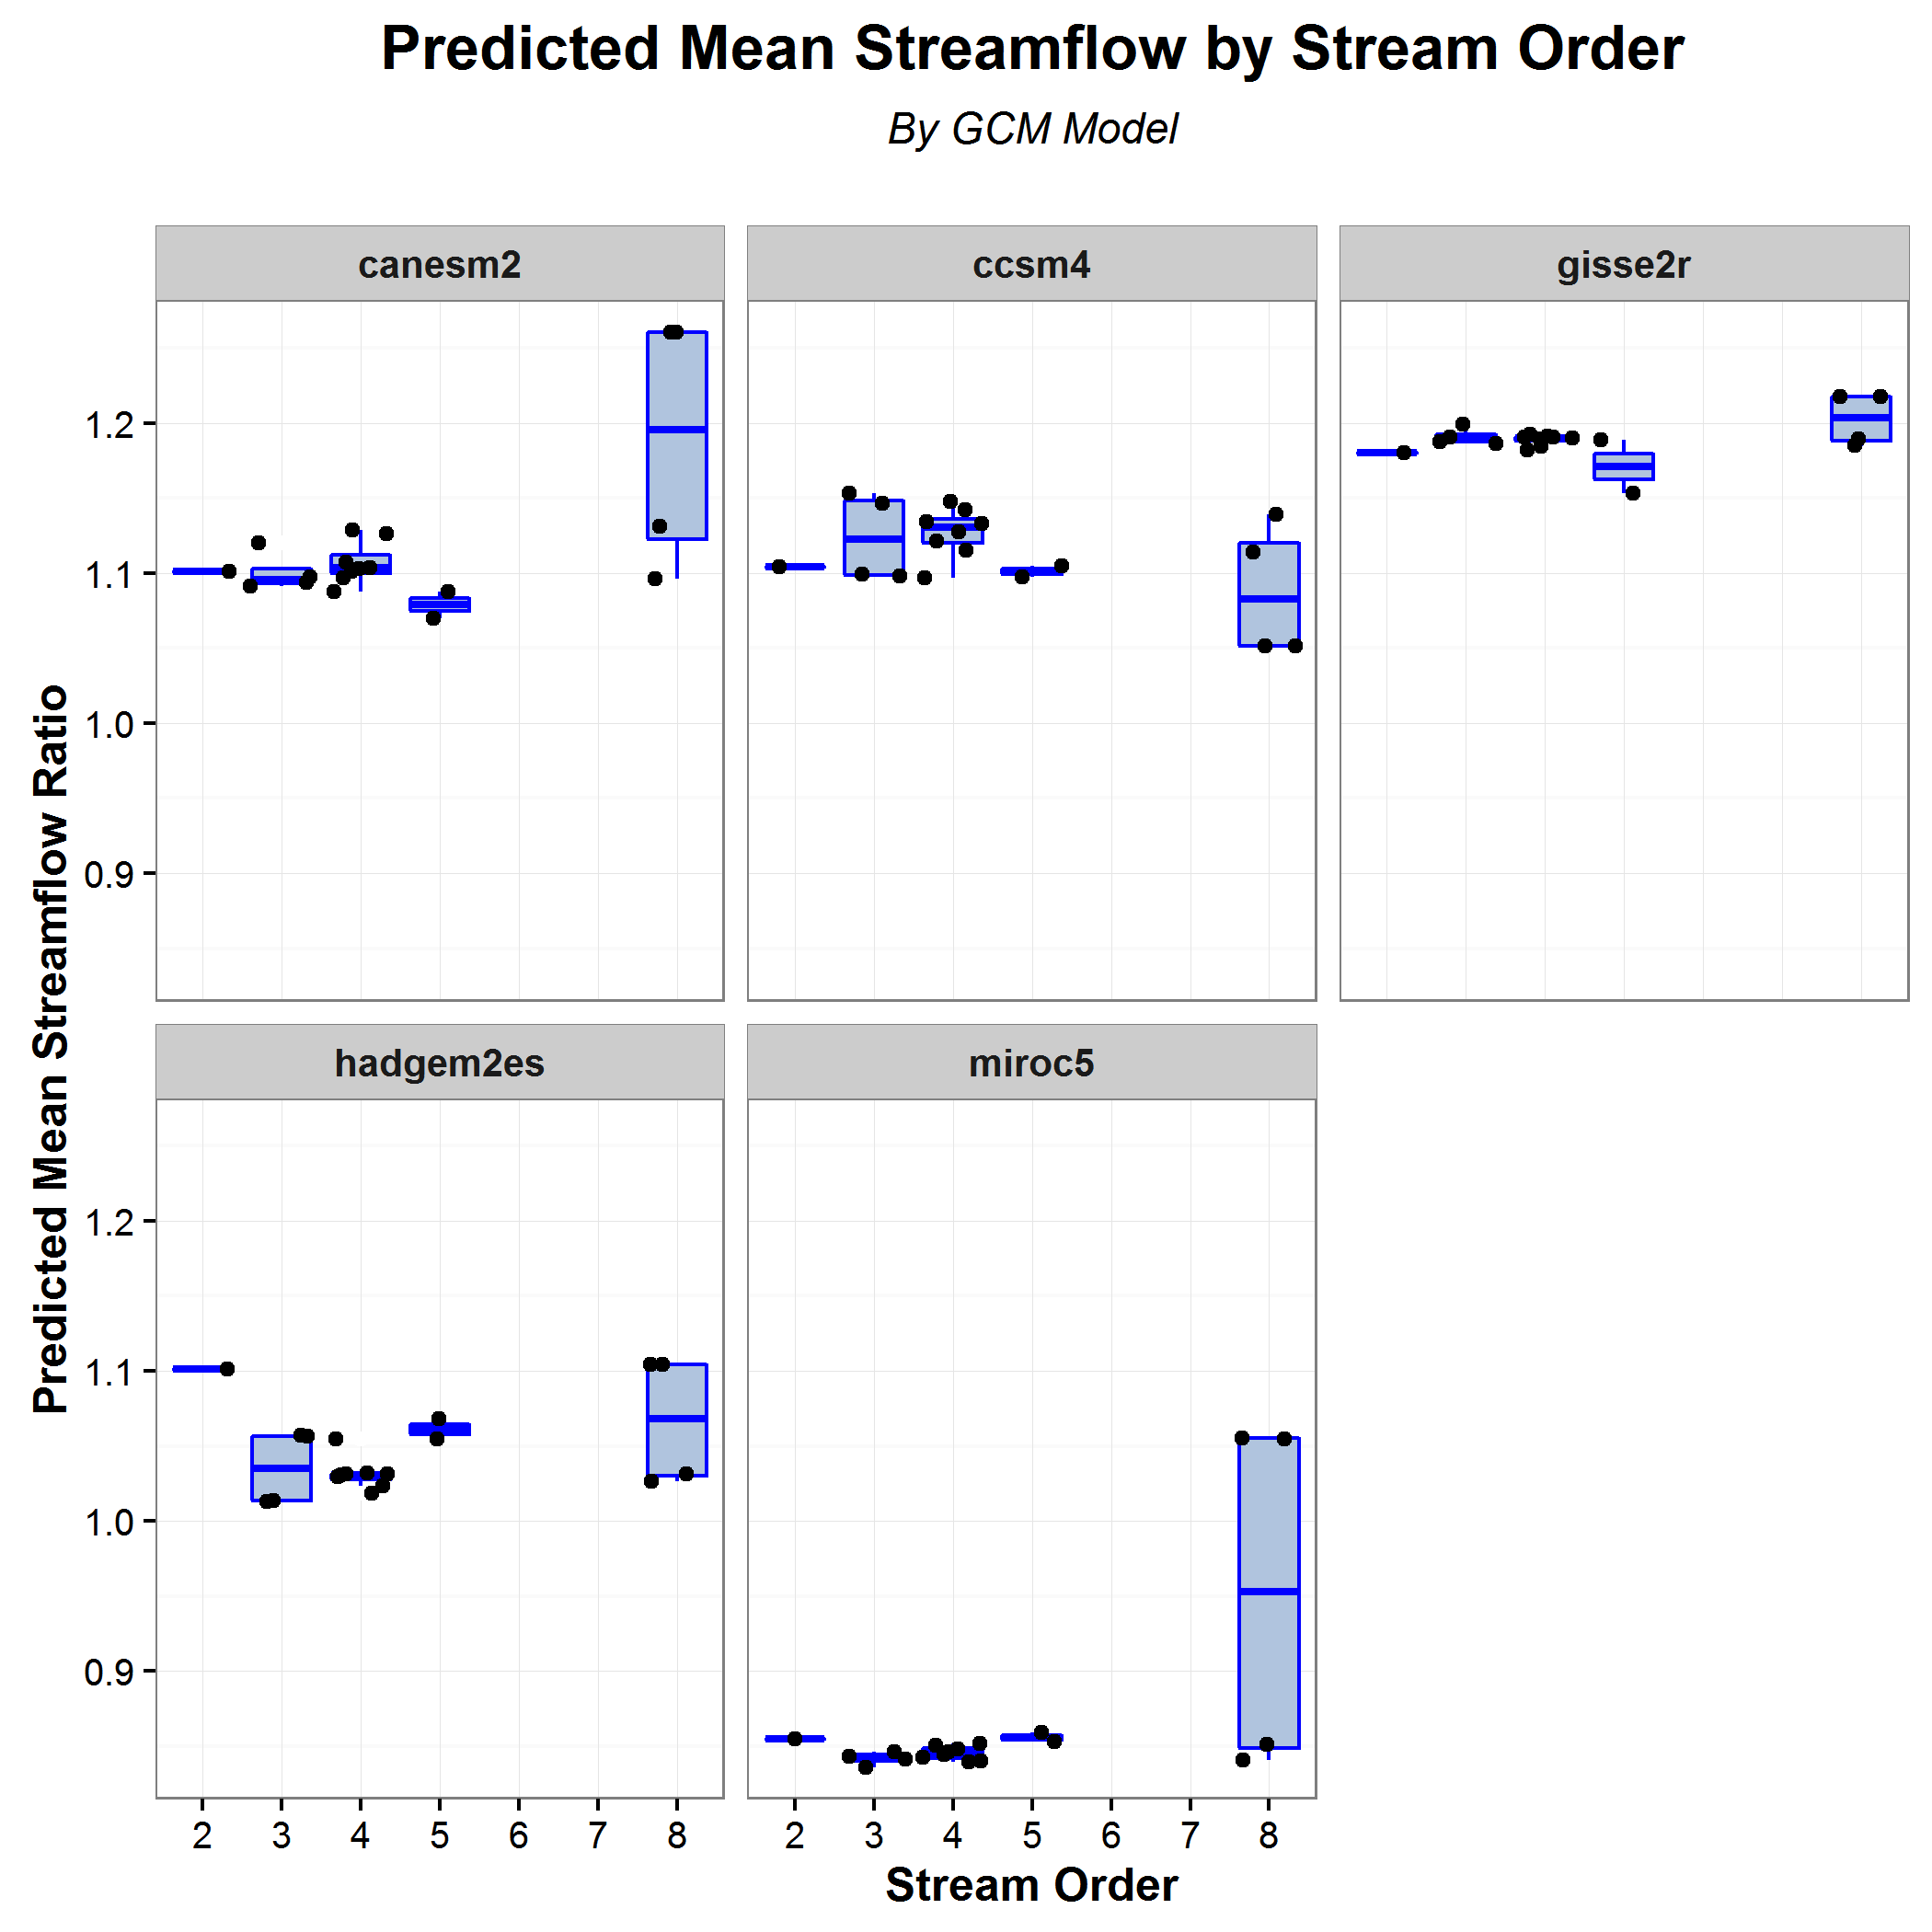 Predicted Mean Streamflow by Stream Order
By GCM Model
canesm2
ccsm4
gisse2r
1.2
1.1
1.0
0.9
Predicted Mean Streamflow Ratio
hadgem2es
miroc5
1.2
1.1
1.0
0.9
2 3 4 5 6 7 8
2 3 4 5 6 7 8
Stream Order